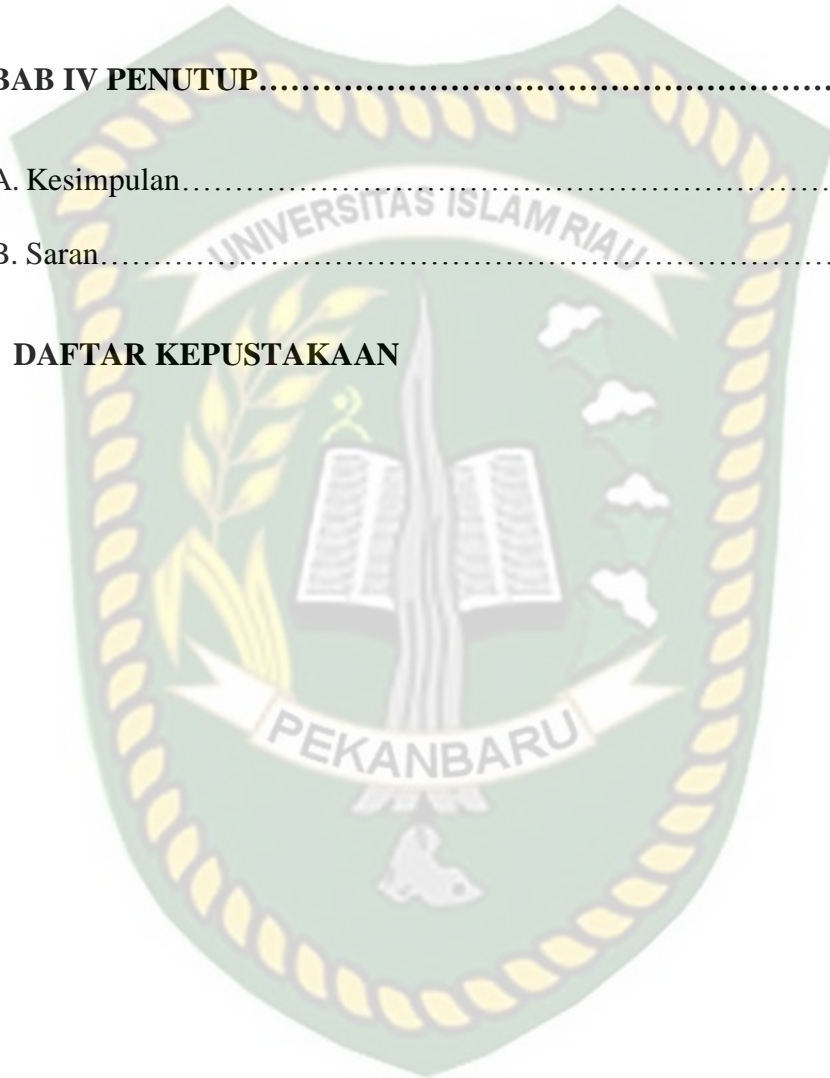 BAB IV PENUTUP……………………………………………………
A. Kesimpulan……………………………………………………………
UNIVERSITAS ISLAM RIAU
B. Saran……………………………………………………………………
DAFTAR KEPUSTAKAAN
PEKANBARU